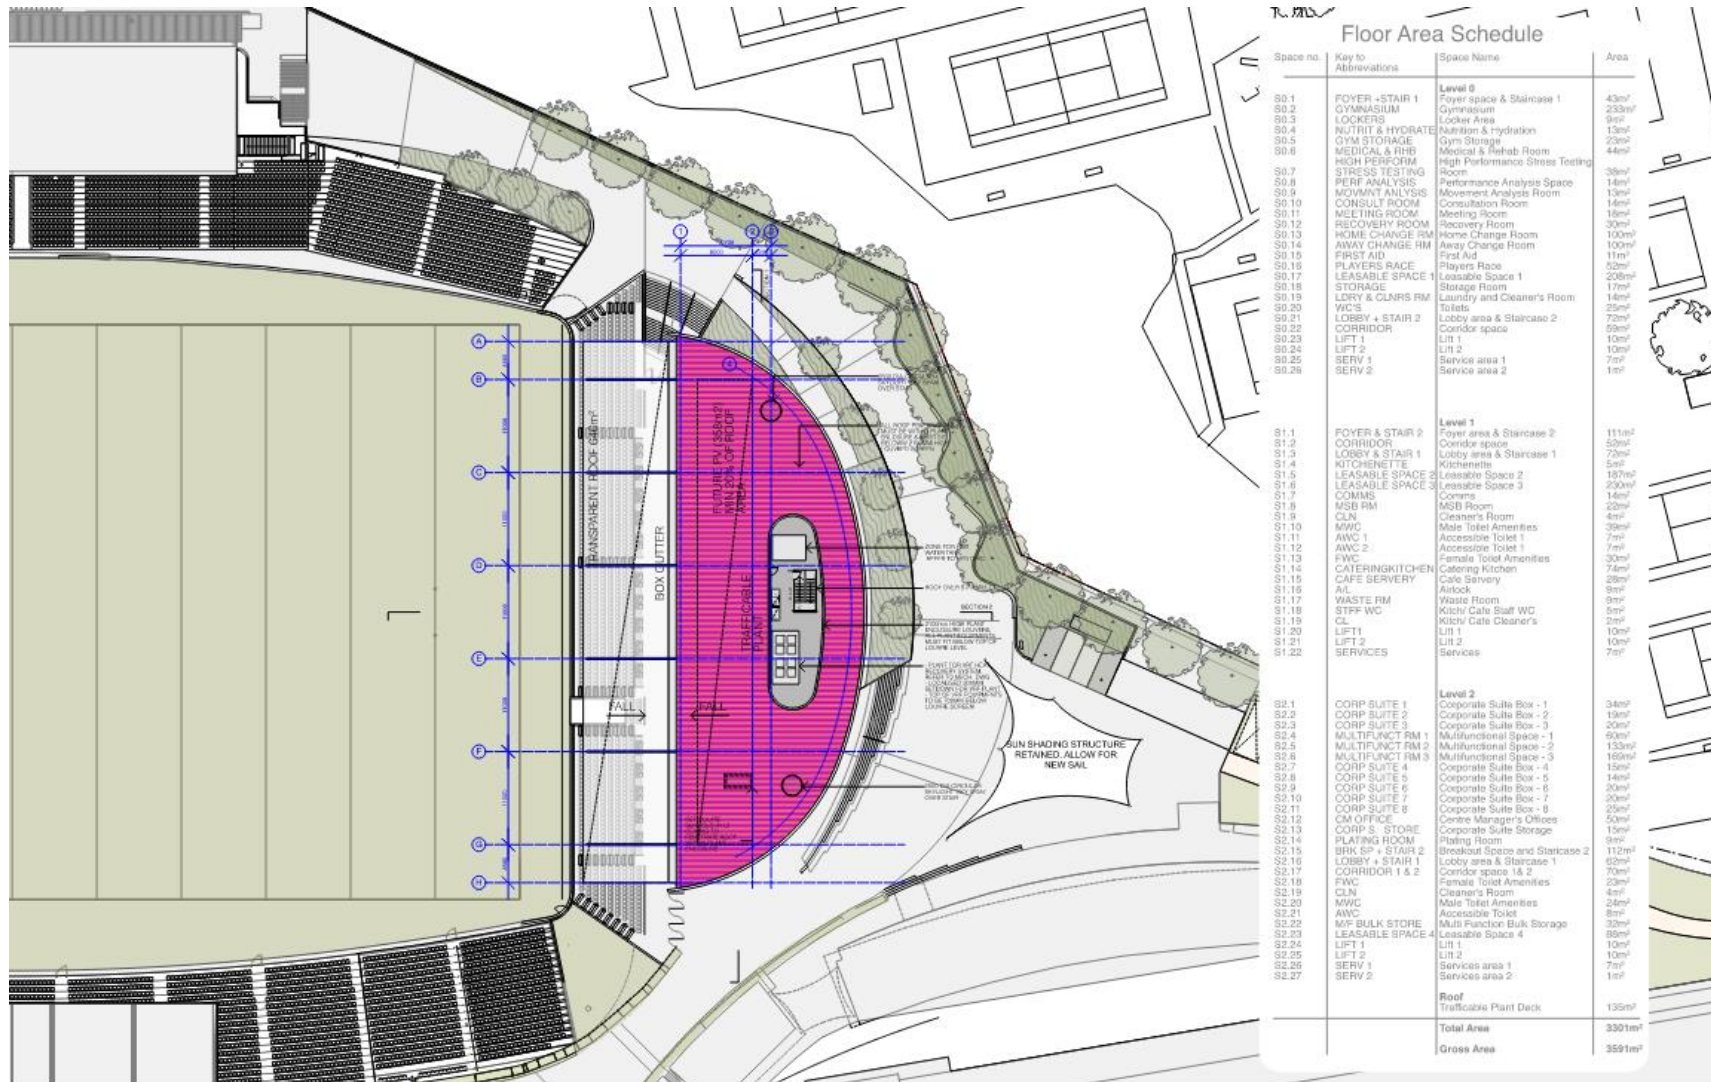 Floor Area Schedule
Space no. Key to Abbreviations Space Name Area
Level 0
S0.1 FOYER +STAIR 1 Foyer space & Staircase 1 43m²
S0.2 GYMNASIUM Gymnasium 233m²
S0.3 LOCKERS Locker Area 9m²
S0.4 NUTRIT & HYDRATE Nutrition & Hydration 13m²
S0.5 GYM STORAGE Gym Storage 23m²
S0.6 MEDICAL & RHB Medical & Rehab Room 44m²
HIGH PERFORM High Performance Stress Testing
S0.7 STRESS TESTING Room 38m²
S0.8 PERF ANALYSIS Performance Analysis Space 14m²
S0.9 MOVMNT ANLYSIS Movement Analysis Room 13m²
S0.10 CONSULT ROOM Consultation Room 14m²
S0.11 MEETING ROOM Meeting Room 18m²
S0.12 RECOVERY ROOM Recovery Room 30m²
S0.13 HOME CHANGE RM Home Change Room 100m²
S0.14 AWAY CHANGE RM Away Change Room 100m²
S0.15 FIRST AID First Aid 11m²
S0.16 PLAYERS RACE Players Race 52m²
S0.17 LEASABLE SPACE 1 Leasable Space 1 208m²
S0.18 STORAGE Storage Room 17m²
S0.19 LDRY & CLNRS RM Laundry and Cleaner's Room 14m²
S0.20 WC'S Toilets 25m²
S0.21 LOBBY + STAIR 2 Lobby area & Staircase 2 72m²
S0.22 CORRIDOR Corridor space 59m²
S0.23 LIFT 1 Lift 1 10m²
S0.24 LIFT 2 Lift 2 10m²
S0.25 SERV 1 Service area 1 7m²
S0.26 SERV 2 Service area 2 1m²
Level 1
S1.1 FOYER & STAIR 2 Foyer area & Staircase 2 111m²
S1.2 CORRIDOR Corridor space 52m²
S1.3 LOBBY & STAIR 1 Lobby area & Staircase 1 72m²
S1.4 KITCHENETTE Kitchenette 5m²
S1.5 LEASABLE SPACE 2 Leasable Space 2 187m²
S1.6 LEASABLE SPACE 3 Leasable Space 3 230m²
S1.7 COMMS Comms 14m²
S1.8 MSB RM MSB Room 22m²
S1.9 CLN Cleaner's Room 4m²
S1.10 MWC Male Toilet Amenities 39m²
S1.11 AWC 1 Accessible Toilet 1 7m²
S1.12 AWC 2 Accessible Toilet 1 7m²
S1.13 FWC Female Toilet Amenities 30m²
S1.14 CATERINGKITCHEN Catering Kitchen 74m²
S1.15 CAFE SERVERY Cafe Servery 28m²
S1.16 A/L Airlock 9m²
S1.17 WASTE RM Waste Room 9m²
S1.18 STFF WC Kitch/ Cafe Staff WC 5m²
S1.19 CL Kitch/ Cafe Cleaner's 2m²
S1.20 LIFT1 Lift 1 10m²
S1.21 LIFT 2 Lift 2 10m²
S1.22 SERVICES Services 7m²
Level 2
S2.1 CORP SUITE 1 Corporate Suite Box - 1 34m²
S2.2 CORP SUITE 2 Corporate Suite Box - 2 19m²
S2.3 CORP SUITE 3 Corporate Suite Box - 3 20m²
S2.4 MULTIFUNCT RM 1 Multifunctional Space - 1 60m²
S2.5 MULTIFUNCT RM 2 Multifunctional Space - 2 133m²
S2.6 MULTIFUNCT RM 3 Multifunctional Space - 3 169m²
S2.7 CORP SUITE 4 Corporate Suite Box - 4 15m²
S2.8 CORP SUITE 5 Corporate Suite Box - 5 14m²
S2.9 CORP SUITE 6 Corporate Suite Box - 6 20m²
S2.10 CORP SUITE 7 Corporate Suite Box - 7 20m²
S2.11 CORP SUITE 8 Corporate Suite Box - 8 25m²
S2.12 CM OFFICE Centre Manager's Offices 50m²
S2.13 CORP S. STORE Corporate Suite Storage 15m²
S2.14 PLATING ROOM Plating Room 9m²
S2.15 BRK SP + STAIR 2 Breakout Space and Staricase 2 112m²
S2.16 LOBBY + STAIR 1 Lobby area & Staircase 1 62m²
S2.17 CORRIDOR 1 & 2 Corridor space 1& 2 70m²
S2.18 FWC Female Toilet Amenities 23m²
S2.19 CLN Cleaner's Room 4m²
S2.20 MWC Male Toilet Amenities 24m²
S2.21 AWC Accessible Toilet 8m²
S2.22 M/F BULK STORE Multi Function Bulk Storage 32m²
S2.23 LEASABLE SPACE 4 Leasable Space 4 88m²
S2.24 LIFT 1 Lift 1 10m²
S2.25 LIFT 2 Lift 2 10m²
S2.26 SERV 1 Services area 1 7m²
S2.27 SERV 2 Services area 2 1m²
Roof
Trafficable Plant Deck 135m²
Total Area 3301m²
Gross Area 3591m²
1 2 3
A
B
C
D
E
F
G
H
4
TRANSPARENT ROOF 646m²
BOX GUTTER
FUTURE PV (358m2)
MIN 20% OF ROOF
AREA
TRAFFICABLE
PLANT
FALL
FALL
SECTION 2
SUN SHADING STRUCTURE
RETAINED. ALLOW FOR
NEW SAIL